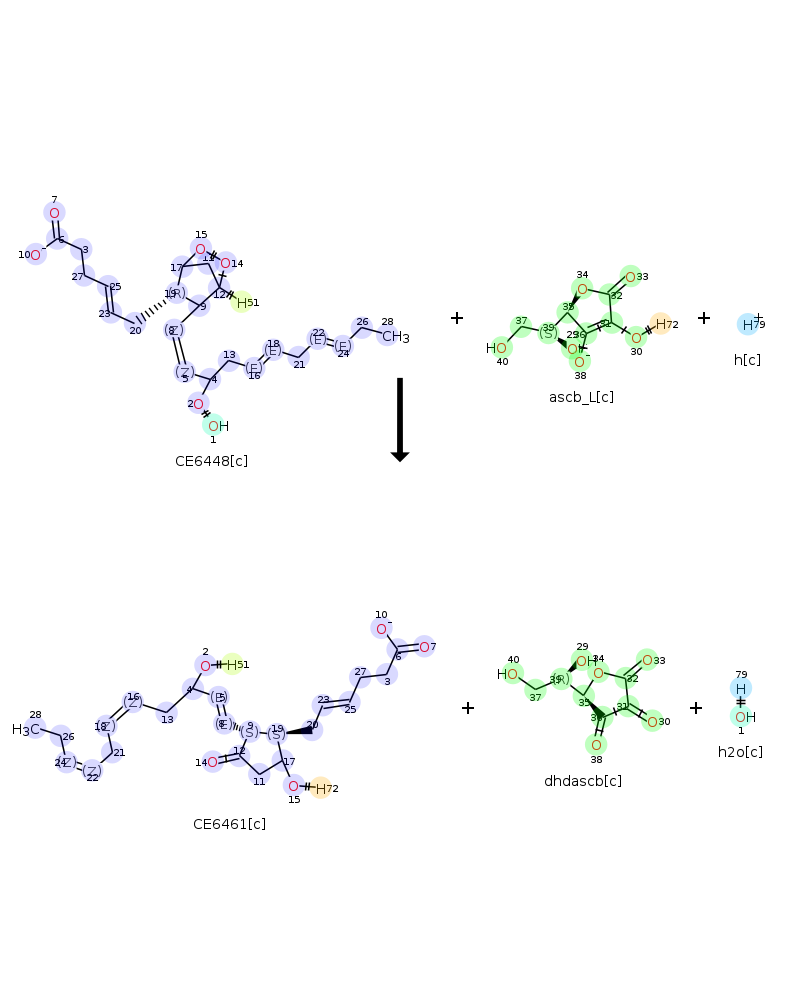 7
O
6
10 O -
3
27
25
23
20
15
O
17
11
O 14
12
H 51
19 (R)
9
(Z) 8
(Z) 5
4
13
(E) 16
18 (E)
21
22 (E)
(E) 24
26
28
CH3
2 O
OH
1
CE6448[c]
+
34
O
O 33
32
35
37
39 (S)
HO
40
29
O
36
O -
38
31
O
30
H 72
ascb_L[c]
+
H +
79
h[c]
10
O -
6
O 7
3
27
23
25
20
2
O
H 51
4
5
(E) 8
16 (Z)
13
28
H3C
26
18 (Z)
21
24 (Z)
(Z) 22
9 (S)
19 (S)
12
14 O
11
17
15 O
H 72
CE6461[c]
+
40
HO
37
39 (R)
29
OH
34
O
O 33
32
35
36
31
O 30
O
38
dhdascb[c]
+
79
H
OH
1
h2o[c]